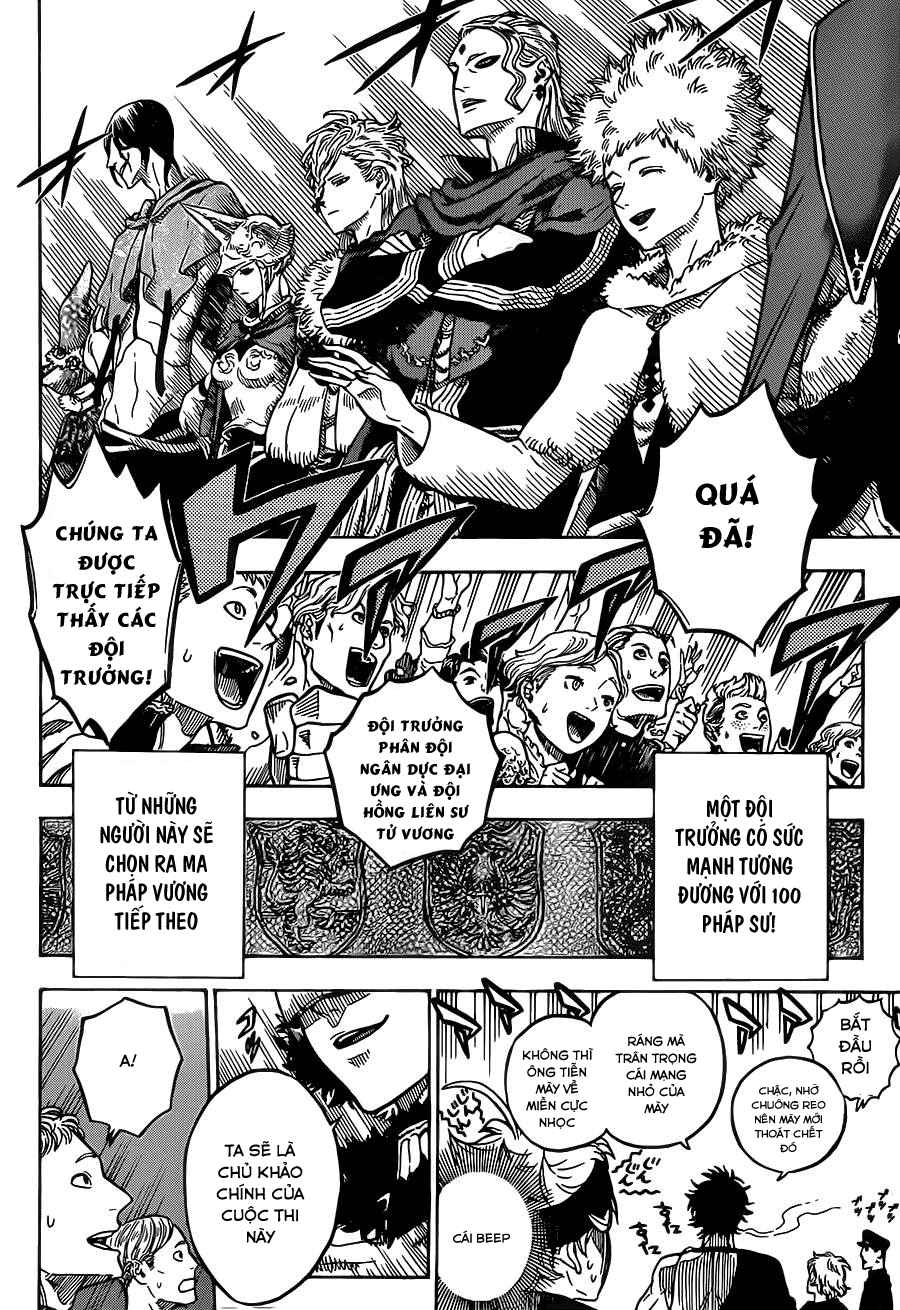 QUÁ
ĐÃ!
CHÚNG TA
ĐƯỢC
TRỰC TIẾP
THẤY CÁC
ĐỘI
TRƯỞNG!
ĐỘI TRƯỞNG
PHÂN ĐỘI
NGÂN DỰC ĐẠI
ƯNG VÀ ĐỘI
HỒNG LIÊN SƯ
TỬ VƯƠNG
MỘT ĐỘI
TRƯỞNG CÓ SỨC
MẠNH TƯƠNG
ĐƯƠNG VỚI 100
PHÁP SƯ!
TỪ NHỮNG
NGƯỜI NÀY SẼ
CHỌN RA MA
PHÁP VƯƠNG
TIẾP THEO
BẮT
ĐẦU
RỒI
CHẬC, NHỜ
CHUÔNG REO
NÊN MÀY MỚI
THOÁT CHẾT
ĐÓ
RÁNG MÀ
TRÂN TRỌNG
CÁI MẠNG
NHỎ CỦA
MÀY
KHÔNG THÌ
ÔNG TIỄN
MÀY VỀ
MIỀN CỰC
NHỌC
CÁI BEEP
TA SẼ LÀ
CHỦ KHẢO
CHÍNH CỦA
CUỘC THI
NÀY
A!